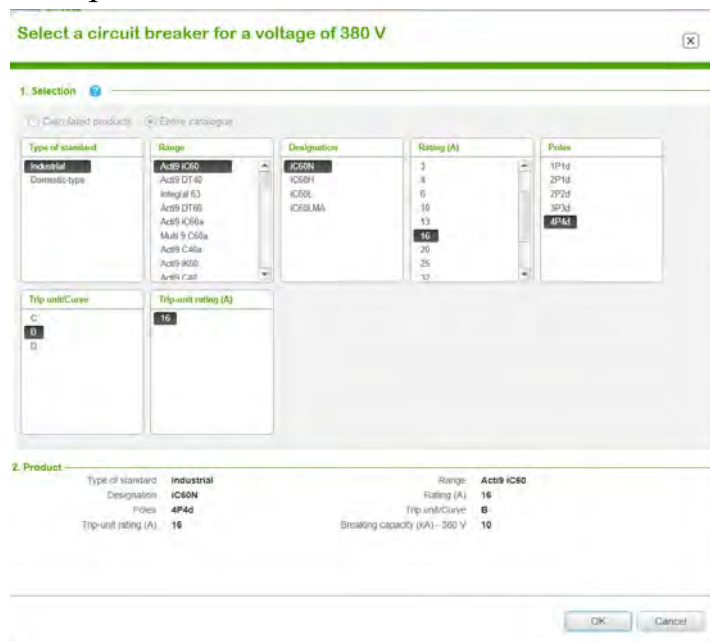 Select a circuit breaker for a voltage of 380 V
1. Selection
Calculated products Entire catalogue
Type of standard
Industrial
Domestic-type
Range
Acti9 iC60
Acti9 DT40
Integral 63
Acti9 DT60
Acti9 iC60a
Multi 9 C60a
Acti9 C40a
Acti9 iK60
Acti9 C40
Designation
iC60N
iC60H
iC60L
iC60LMA
Rating (A)
3
4
6
10
13
16
20
25
32
Poles
1P1d
2P1d
2P2d
3P3d
4P4d
Trip unit/Curve
C
B
D
Trip-unit rating (A)
16
2. Product
Type of standard Industrial Range Acti9 iC60
Designation iC60N Rating (A) 16
Poles 4P4d Trip unit/Curve B
Trip-unit rating (A) 16 Breaking capacity (kA) - 380 V 10
OK Cancel